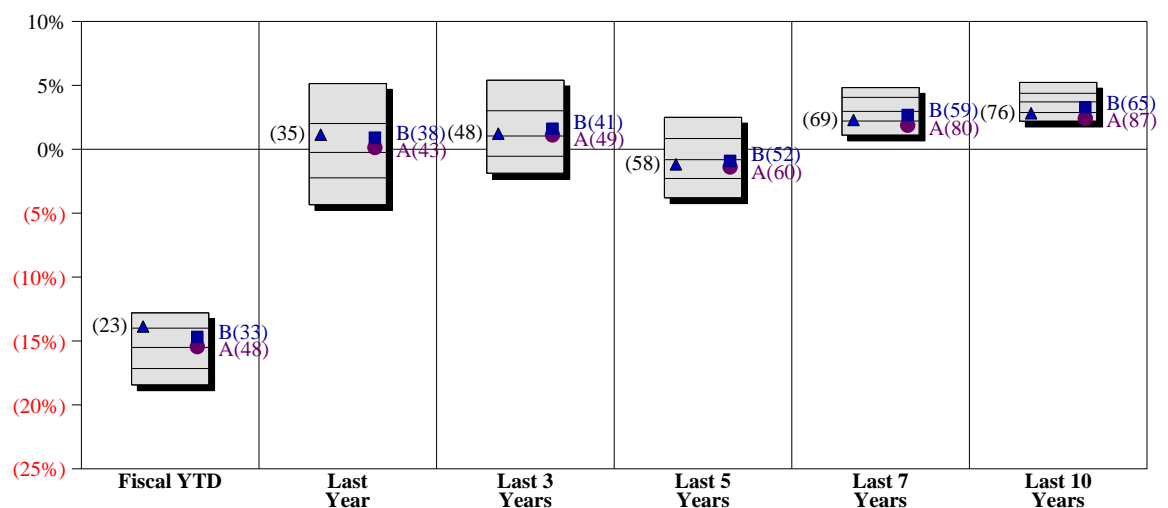 10%
5%
0%
(5%)
(10%)
(15%)
(20%)
(25%)
(23)
B(33)
A(48)
(35)
B(38)
A(43)
(48)
B(41)
A(49)
(58)
B(52)
A(60)
(69)
B(59)
A(80)
(76)
B(65)
A(87)
Fiscal YTD
Last
Year
Last 3
Years
Last 5
Years
Last 7
Years
Last 10
Years